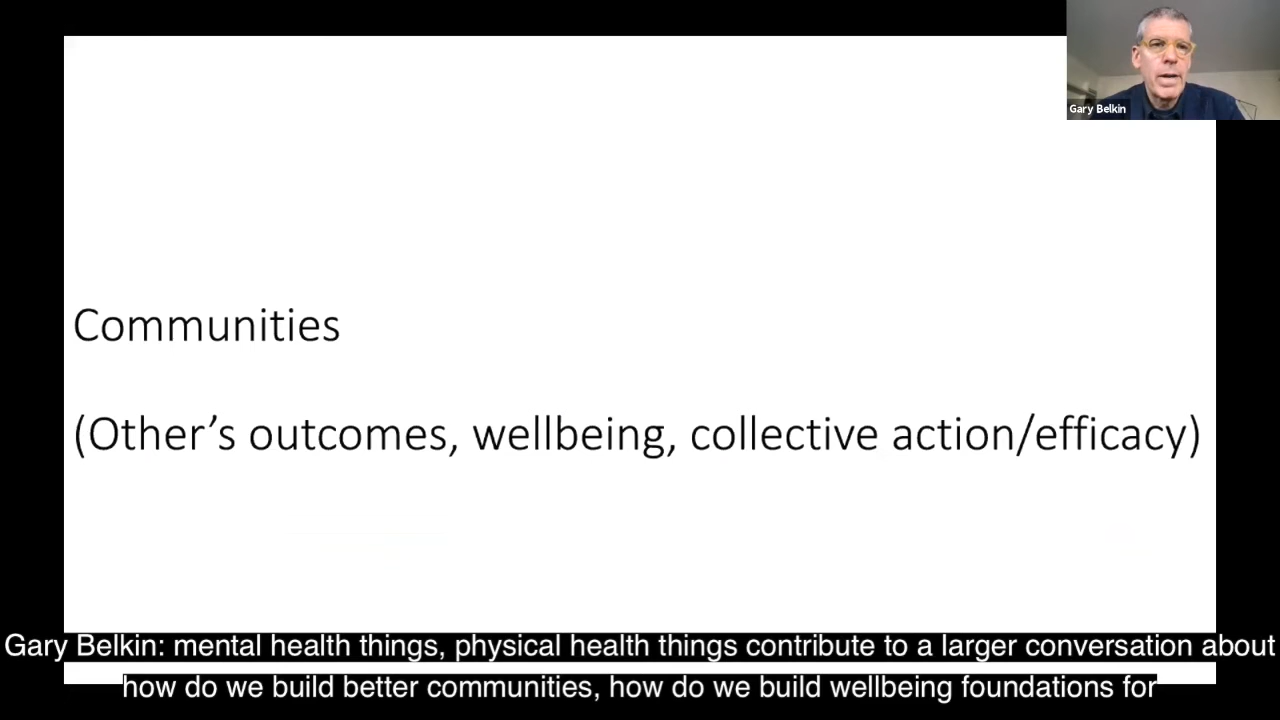 Gary Belkin
Communities
(Other’s outcomes, wellbeing, collective action/efficacy)
Gary Belkin: mental health things, physical health things contribute to a larger conversation about
how do we build better communities, how do we build wellbeing foundations for